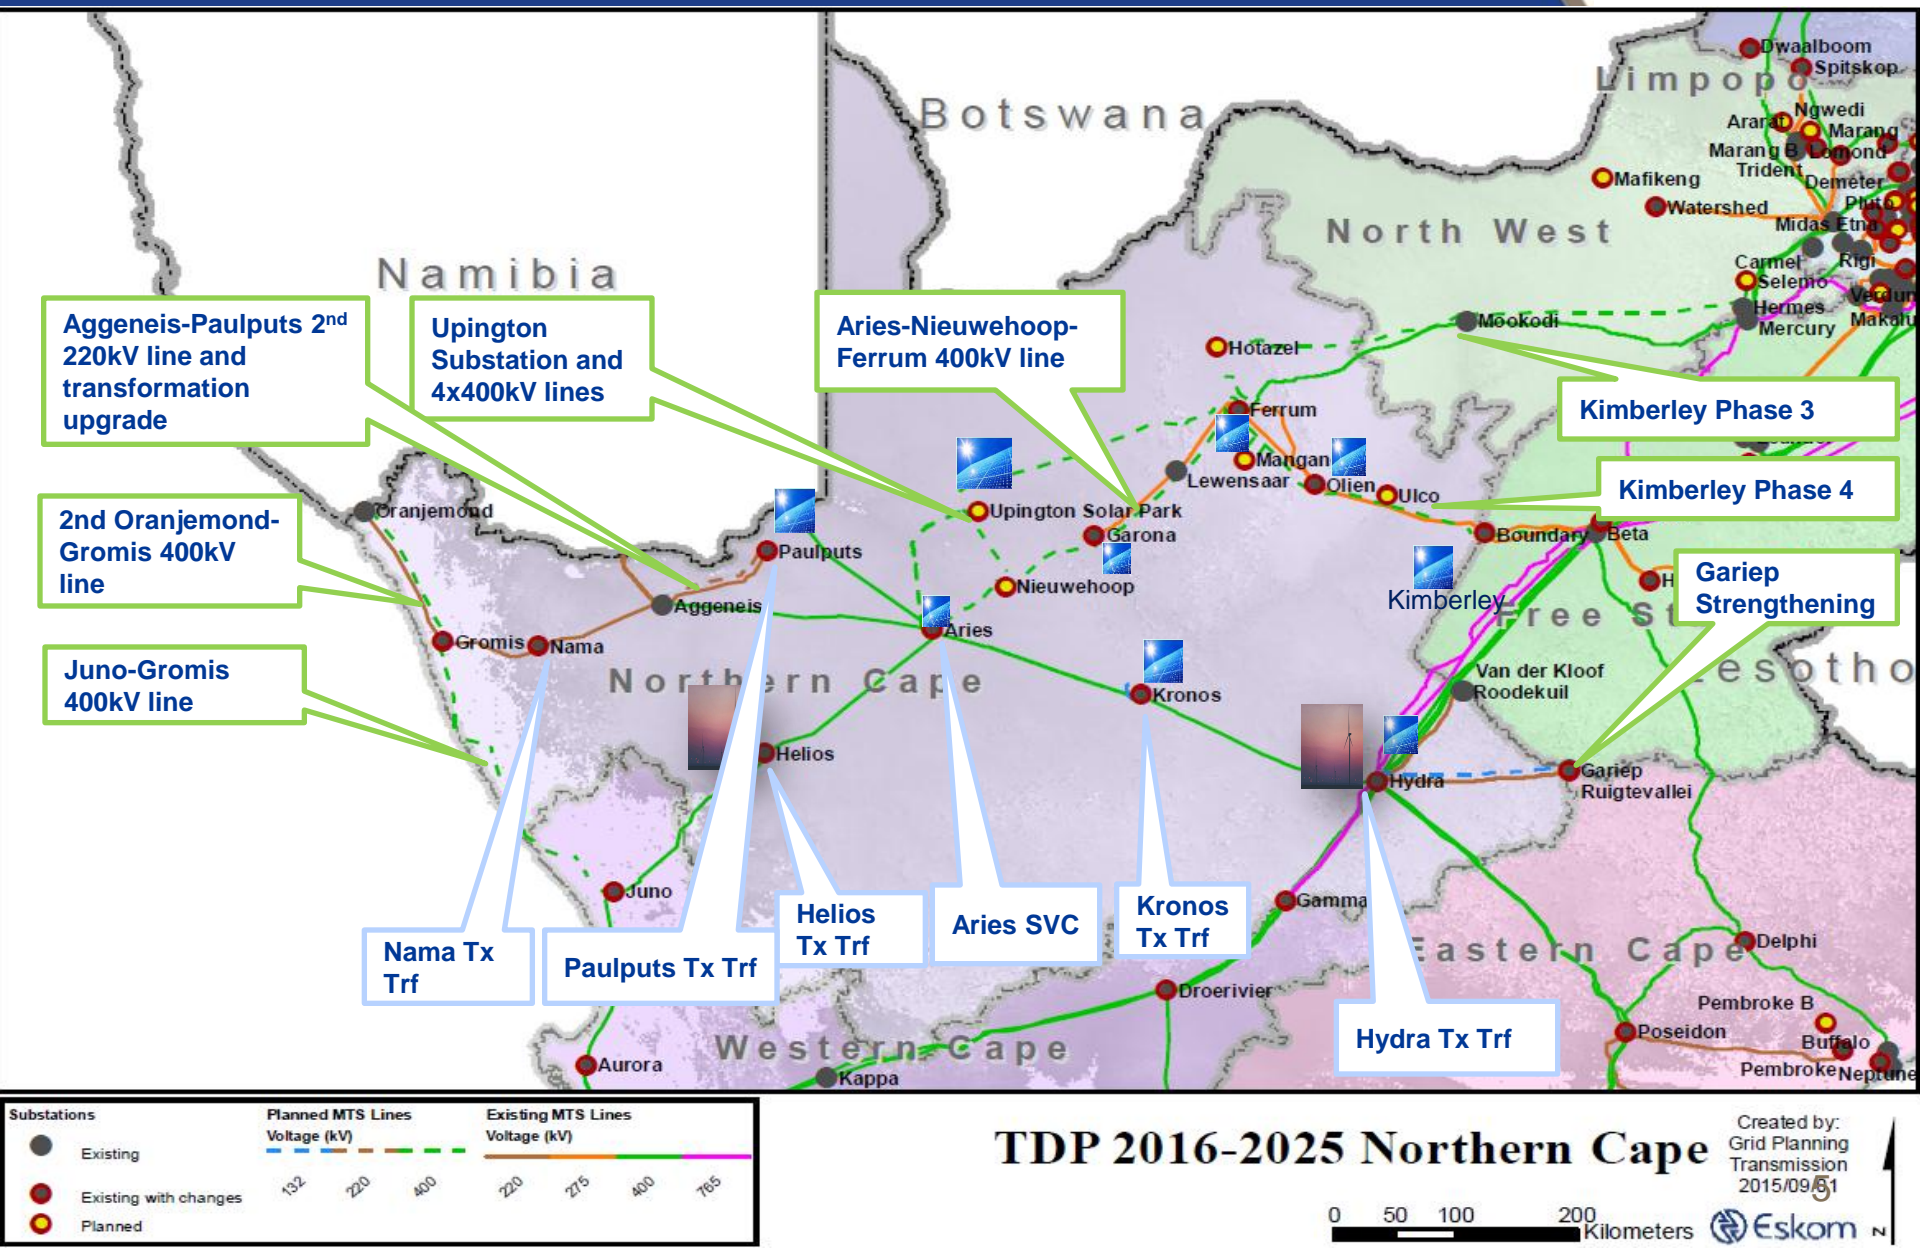 Dwaalboom
Spitskop
Limpopo
Botswana
Ngwedi
Ararat
Marang
Marang B
Lomond
Trident
Demeter
Mafikeng
Pluto
Watershed
North West
Midas
Etna
Carmel
Rigi
Selemo
Namibia
Verdun
Hermes
Makalu
Mercury
Mookodi
Hotazel
Aggeneis-Paulputs 2nd
220kV line and
transformation
upgrade
Upington
Substation and
4x400kV lines
Aries-Nieuwehoop-
Ferrum 400kV line
Kimberley Phase 3
Ferrum
Mangan
Lewensaar
Olien
Ulco
Kimberley Phase 4
Oranjemond
Upington Solar Park
Garona
Boundary
Beta
2nd Oranjemond-
Gromis 400kV
line
Paulputs
Nieuwehoop
Aggeneis
Kimberley
Free St
H
Gariep
Strengthening
Gromis
Nama
Aries
Juno-Gromis
400kV line
Northern Cape
Kronos
Van der Kloof
Roodekuil
esotho
Helios
Hydra
Gariep
Ruigtevallei
Juno
Gamma
Nama Tx
Trf
Paulputs Tx Trf
Helios
Tx Trf
Aries SVC
Kronos
Tx Trf
Hydra Tx Trf
Eastern Cape
Delphi
Droerivier
Pembroke B
Poseidon
Buffalo
Pembroke
Neptune
Western Cape
Aurora
Kappa
Substations
Existing
Existing with changes
Planned
Planned MTS Lines
Voltage (kV)
132 220 400
Existing MTS Lines
Voltage (kV)
220 275 400 765
TDP 2016-2025 Northern Cape
Created by:
Grid Planning
Transmission
2015/09/01
5
0 50 100 200
Kilometers
Eskom
N